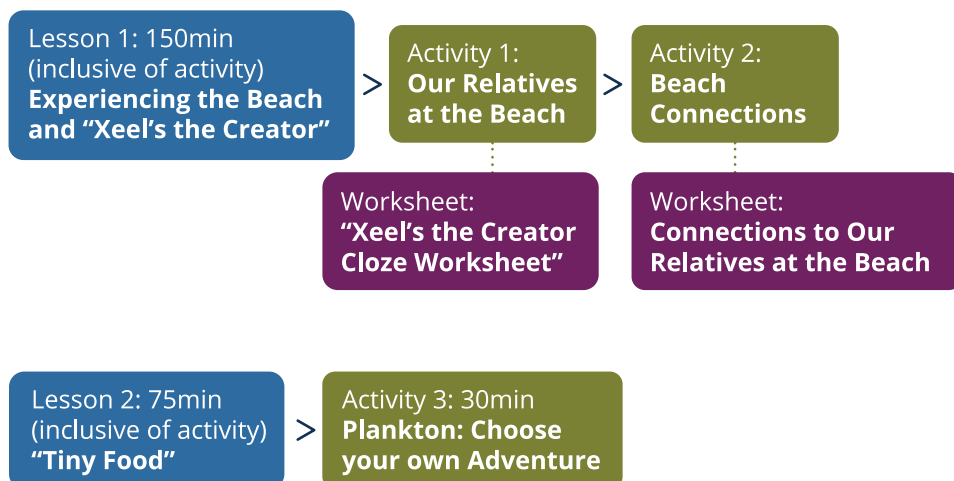 Lesson 1: 150min
(inclusive of activity)
Experiencing the Beach
and “Xeel’s the Creator”
>
Activity 1:
Our Relatives
at the Beach
>
Activity 2:
Beach
Connections
Worksheet:
“Xeel’s the Creator
Cloze Worksheet”
Worksheet:
Connections to Our
Relatives at the Beach
Lesson 2: 75min
(inclusive of activity)
“Tiny Food”
>
Activity 3: 30min
Plankton: Choose
your own Adventure